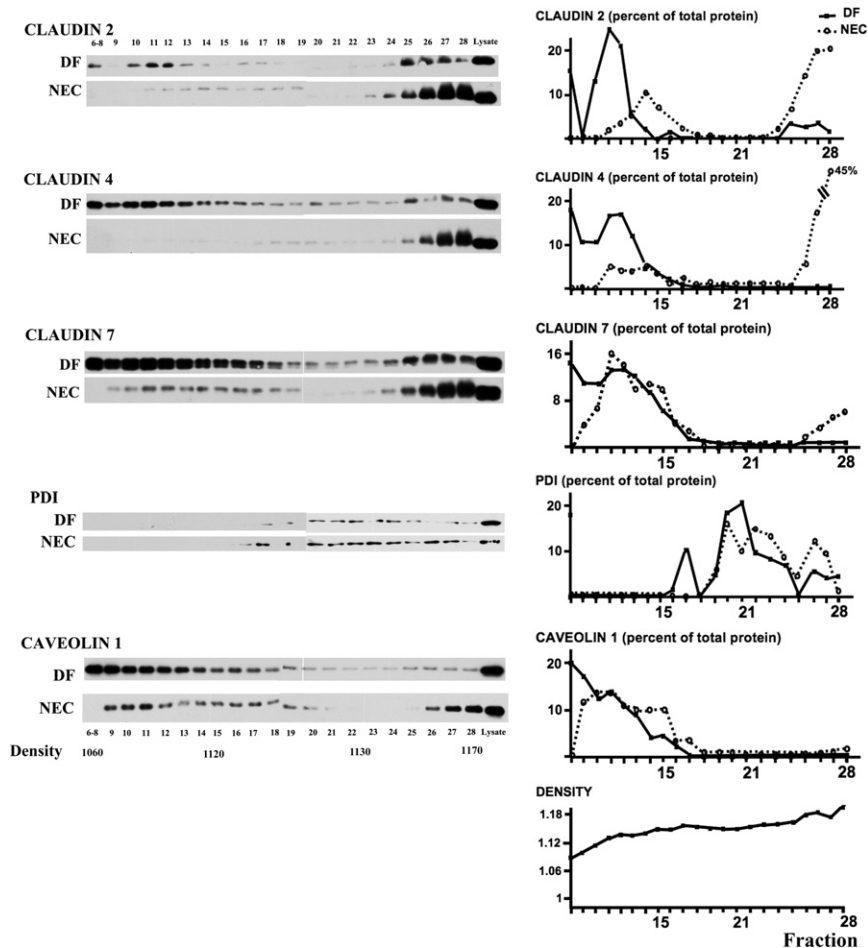 CLAUDIN 2
6-8 9 10 11 12 13 14 15 16 17 18 19 20 21 22 23 24 25 26 27 28 Lysate
DF
NEC
CLAUDIN 4
DF
NEC
CLAUDIN 7
DF
NEC
PDI
DF
NEC
CAVEOLIN 1
DF
NEC
6-8 9 10 11 12 13 14 15 16 17 18 19 20 21 22 23 24 25 26 27 28 Lysate
Density 1060 1120 1130 1170
CLAUDIN 2 (percent of total protein)
DF
NEC
20
10
15 21 28
CLAUDIN 4 (percent of total protein)
45%
20
10
15 21 28
CLAUDIN 7 (percent of total protein)
16
8
15 21 28
PDI (percent of total protein)
20
10
15 21 28
CAVEOLIN 1 (percent of total protein)
20
10
15 21 28
DENSITY
1.18
1.12
1.06
1
15 21 28
Fraction